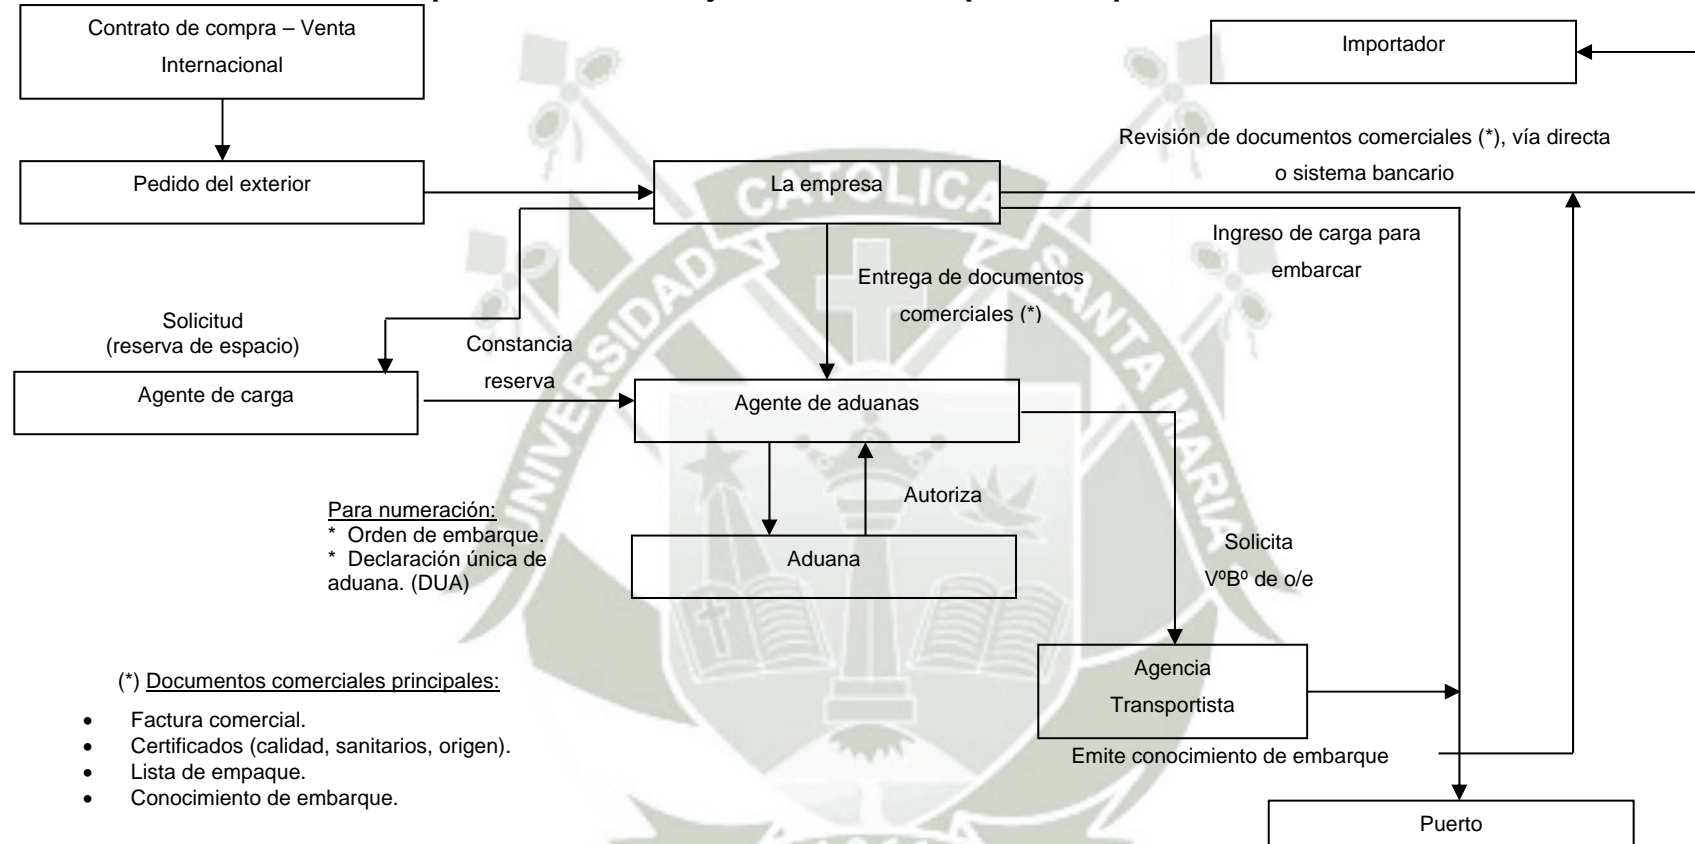 Contrato de compra – Venta
Internacional
Importador
Revisión de documentos comerciales (*), vía directa
o sistema bancario
Pedido del exterior
La empresa
CATOLICA
UNIVERSIDAD
SANTA MARIA
Ingreso de carga para
embarcar
Entrega de documentos
comerciales (*)
Solicitud
(reserva de espacio)
Constancia
reserva
Agente de carga
Agente de aduanas
Autoriza
Para numeración:
* Orden de embarque.
* Declaración única de
aduana. (DUA)
Aduana
Solicita
VºBº de o/e
Agencia
Transportista
(*) Documentos comerciales principales:
• Factura comercial.
• Certificados (calidad, sanitarios, origen).
• Lista de empaque.
• Conocimiento de embarque.
Emite conocimiento de embarque
Puerto